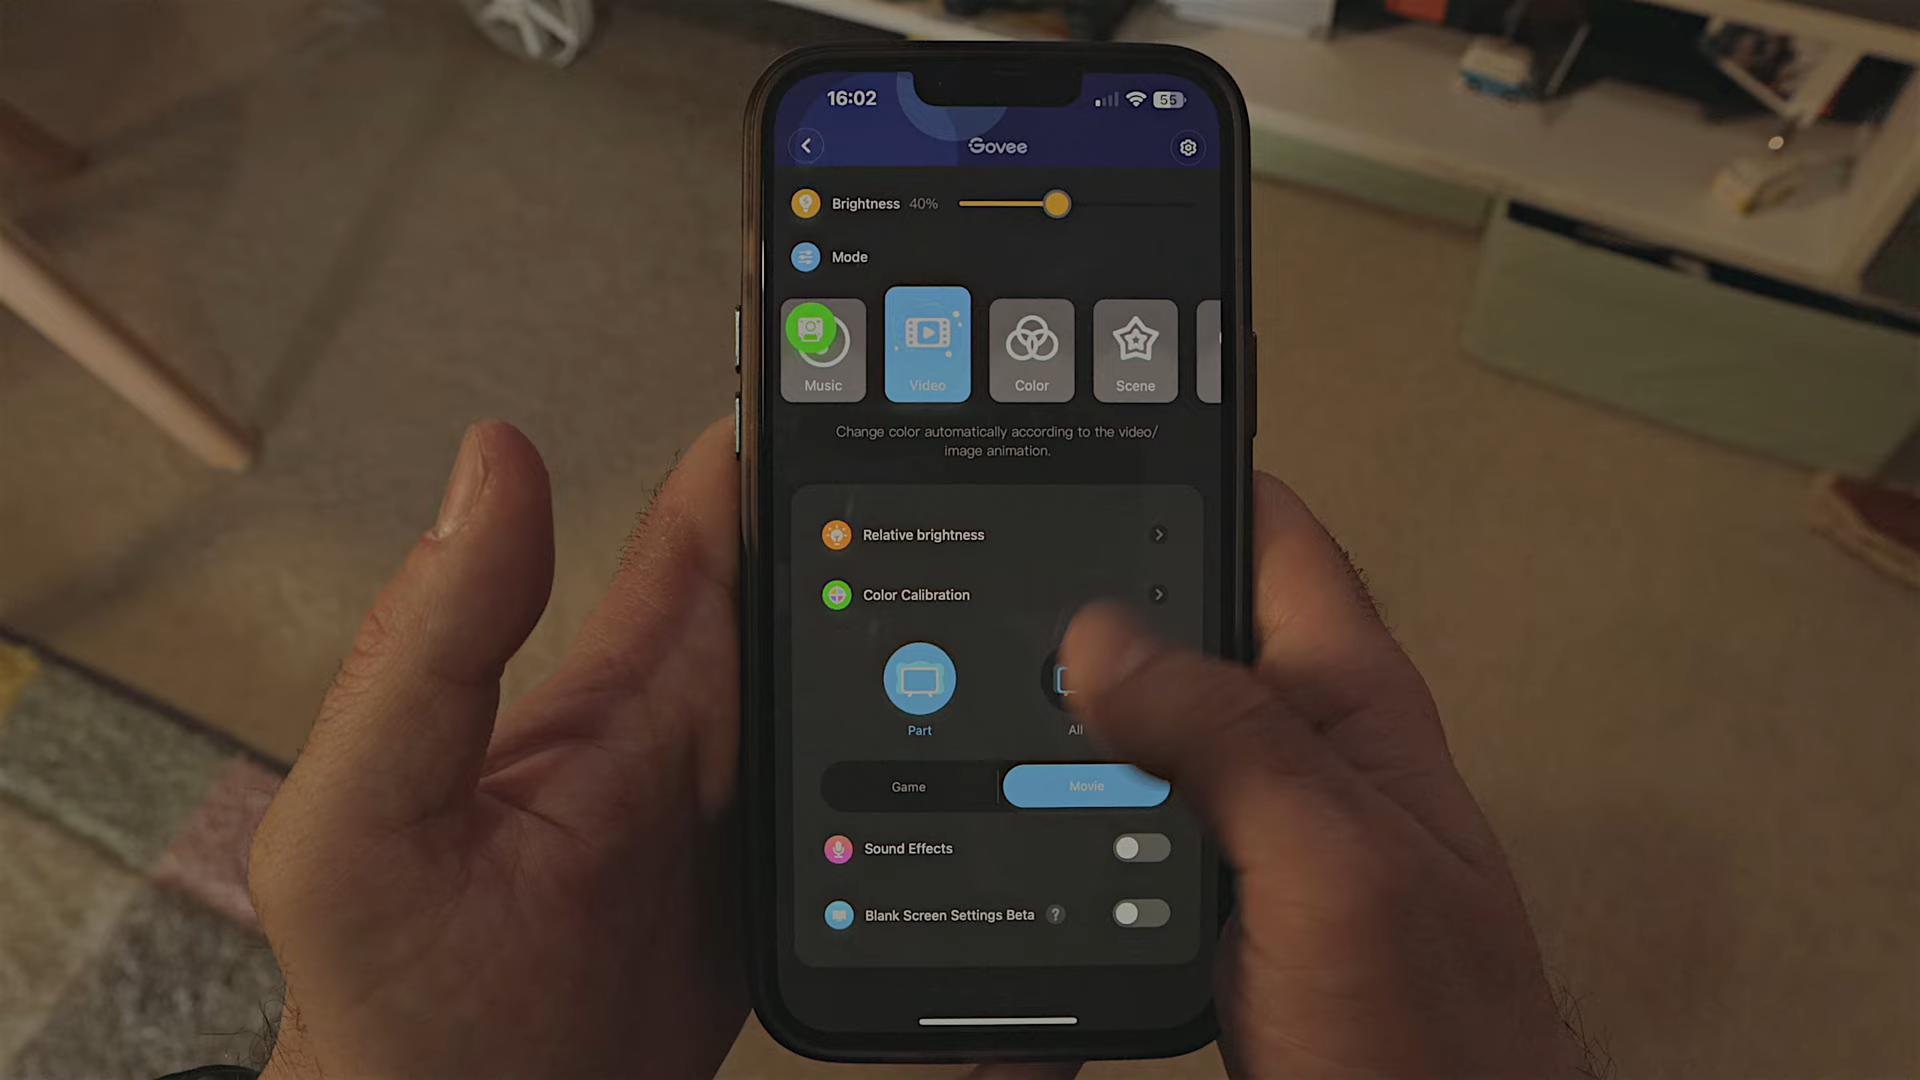 16:02
55
Govee
Brightness 40%
Mode
Music
Video
Color
Scene
Change color automatically according to the video/
image animation.
Relative brightness
Color Calibration
Part
All
Game
Movie
Sound Effects
Blank Screen Settings Beta ?